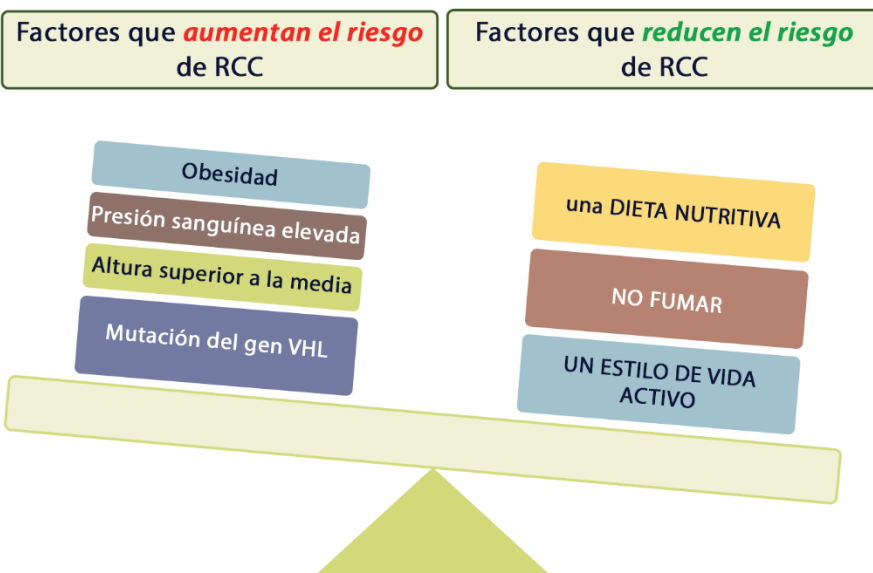 Factores que aumentan el riesgo
de RCC
Factores que reducen el riesgo
de RCC
Obesidad
Presión sanguínea elevada
Altura superior a la media
Mutación del gen VHL
una DIETA NUTRITIVA
NO FUMAR
UN ESTILO DE VIDA
ACTIVO